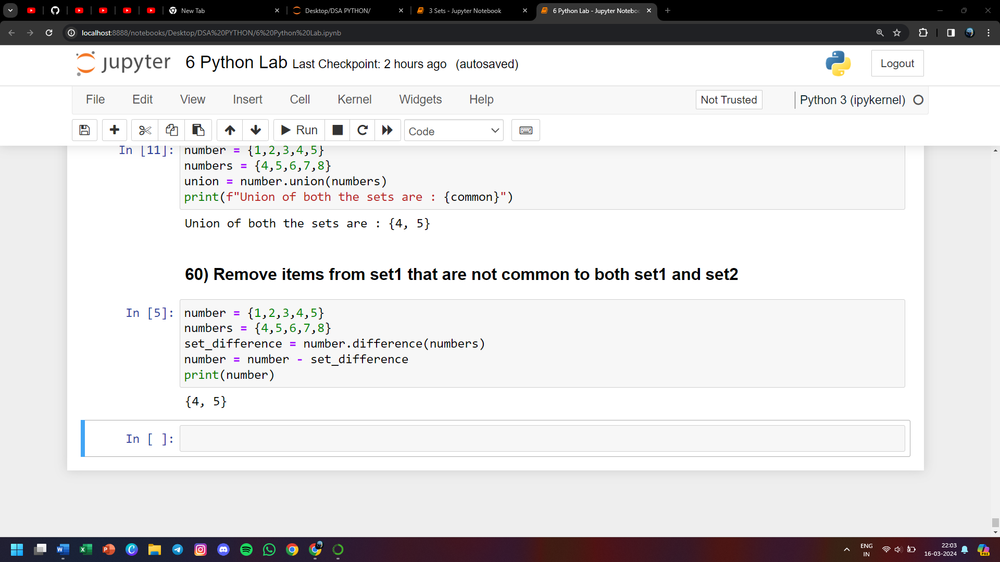 New Tab
Desktop/DSA PYTHON/
3 Sets - Jupyter Notebook
6 Python Lab - Jupyter Noteboo
localhost:8888/notebooks/Desktop/DSA%20PYTHON/6%20Python%20Lab.ipynb
jupyter 6 Python Lab Last Checkpoint: 2 hours ago (autosaved)
Logout
File Edit View Insert Cell Kernel Widgets Help
Not Trusted
Python 3 (ipykernel)
Run
Code
In [11]: number = {1,2,3,4,5}
numbers = {4,5,6,7,8}
union = number.union(numbers)
print(f"Union of both the sets are : {common}")
Union of both the sets are : {4, 5}
60) Remove items from set1 that are not common to both set1 and set2
In [5]: number = {1,2,3,4,5}
numbers = {4,5,6,7,8}
set_difference = number.difference(numbers)
number = number - set_difference
print(number)
{4, 5}
In [ ]:
ENG
IN
22:03
16-03-2024
PRE